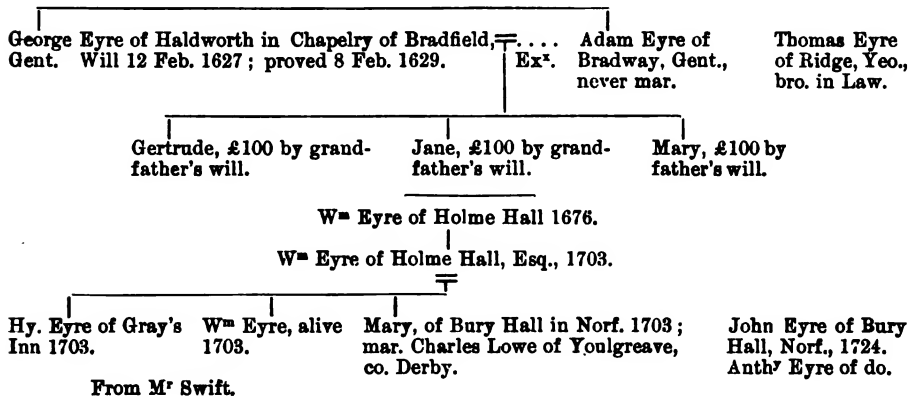 George Eyre of Haldworth in Chapelry of Bradfield, Gent. Will 12 Feb. 1627 ; proved 8 Feb. 1629.
.... Exˣ.
Adam Eyre of Bradway, Gent., never mar.
Thomas Eyre of Ridge, Yeo., bro. in Law.
Gertrude, £100 by grand-
father's will.
Jane, £100 by grand-
father's will.
Mary, £100 by
father's will.
Wᵐ Eyre of Holme Hall 1676.
Wᵐ Eyre of Holme Hall, Esq., 1703.
Hy. Eyre of Gray's
Inn 1703.
Wᵐ Eyre, alive
1703.
Mary, of Bury Hall in Norf. 1703 ;
mar. Charles Lowe of Youlgreave,
co. Derby.
John Eyre of Bury
Hall, Norf., 1724.
Anthʸ Eyre of do.
From Mʳ Swift.